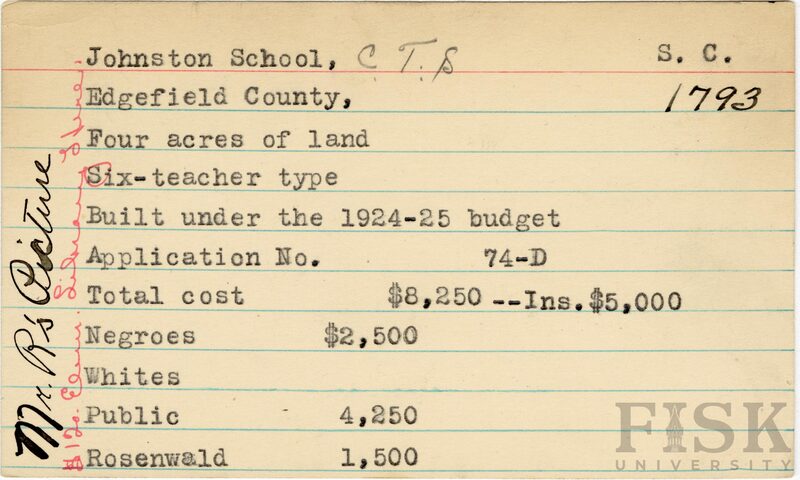 Johnston School, C. T. S S. C.
Edgefield County, 1793
Four acres of land
Six-teacher type
Built under the 1924-25 budget
Application No. 74-D
Total cost $8,250 --Ins.$5,000
Negroes $2,500
Whites
Public 4,250
Rosenwald 1,500
Mr. R's Picture
$120. Elem.
FISK
UNIVERSITY